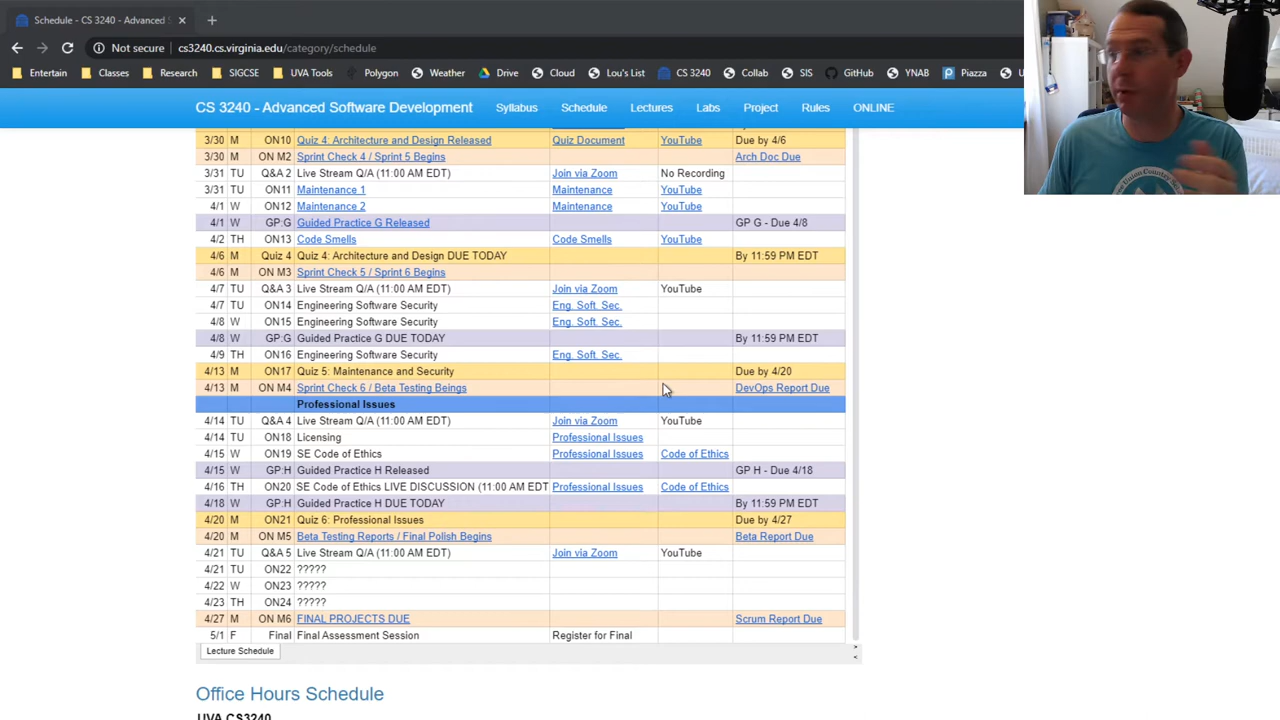 Schedule - CS 3240 - Advanced S
Not secure cs3240.cs.virginia.edu/category/schedule
Entertain Classes Research SIGCSE UVA Tools Polygon Weather Drive Cloud Lou's List CS 3240 Collab SIS GitHub YNAB Piazza
CS 3240 - Advanced Software Development Syllabus Schedule Lectures Labs Project Rules ONLINE
3/30 M ON10 Quiz 4: Architecture and Design Released Quiz Document YouTube Due by 4/6
3/30 M ON M2 Sprint Check 4 / Sprint 5 Begins Arch Doc Due
3/31 TU Q&A 2 Live Stream Q/A (11:00 AM EDT) Join via Zoom No Recording
3/31 TU ON11 Maintenance 1 Maintenance YouTube
4/1 W ON12 Maintenance 2 Maintenance YouTube
4/1 W GP:G Guided Practice G Released GP G - Due 4/8
4/2 TH ON13 Code Smells Code Smells YouTube
4/6 M Quiz 4 Quiz 4: Architecture and Design DUE TODAY By 11:59 PM EDT
4/6 M ON M3 Sprint Check 5 / Sprint 6 Begins
4/7 TU Q&A 3 Live Stream Q/A (11:00 AM EDT) Join via Zoom YouTube
4/7 TU ON14 Engineering Software Security Eng. Soft. Sec.
4/8 W ON15 Engineering Software Security Eng. Soft. Sec.
4/8 W GP:G Guided Practice G DUE TODAY By 11:59 PM EDT
4/9 TH ON16 Engineering Software Security Eng. Soft. Sec.
4/13 M ON17 Quiz 5: Maintenance and Security Due by 4/20
4/13 M ON M4 Sprint Check 6 / Beta Testing Beings DevOps Report Due
Professional Issues
4/14 TU Q&A 4 Live Stream Q/A (11:00 AM EDT) Join via Zoom YouTube
4/14 TU ON18 Licensing Professional Issues
4/15 W ON19 SE Code of Ethics Professional Issues Code of Ethics
4/15 W GP:H Guided Practice H Released GP H - Due 4/18
4/16 TH ON20 SE Code of Ethics LIVE DISCUSSION (11:00 AM EDT Professional Issues Code of Ethics
4/18 W GP:H Guided Practice H DUE TODAY By 11:59 PM EDT
4/20 M ON21 Quiz 6: Professional Issues Due by 4/27
4/20 M ON M5 Beta Testing Reports / Final Polish Begins Beta Report Due
4/21 TU Q&A 5 Live Stream Q/A (11:00 AM EDT) Join via Zoom YouTube
4/21 TU ON22 ?????
4/22 W ON23 ?????
4/23 TH ON24 ?????
4/27 M ON M6 FINAL PROJECTS DUE Scrum Report Due
5/1 F Final Final Assessment Session Register for Final
Lecture Schedule
Office Hours Schedule
UVA CS3240
Union Country